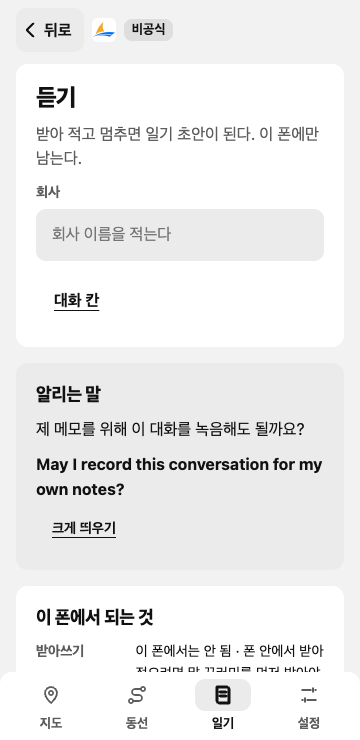 뒤로
비공식
듣기
받아 적고 멈추면 일기 초안이 된다. 이 폰에만
남는다.
회사
회사 이름을 적는다
대화 칸
알리는 말
제 메모를 위해 이 대화를 녹음해도 될까요?
May I record this conversation for my
own notes?
크게 띄우기
이 폰에서 되는 것
받아쓰기
이 폰에서는 안 됨 · 폰 안에서 받아
지도
동선
일기
설정